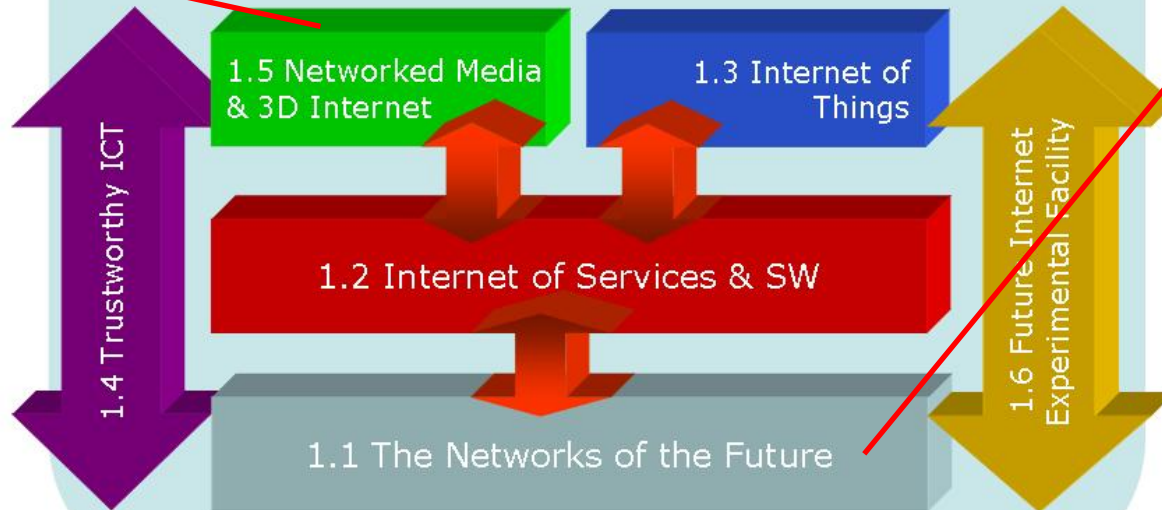 1.5 Networked Media
& 3D Internet
1.3 Internet of
Things
1.4 Trustworthy ICT
1.2 Internet of Services & SW
1.6 Future Internet
Experimental Facility
1.1 The Networks of the Future